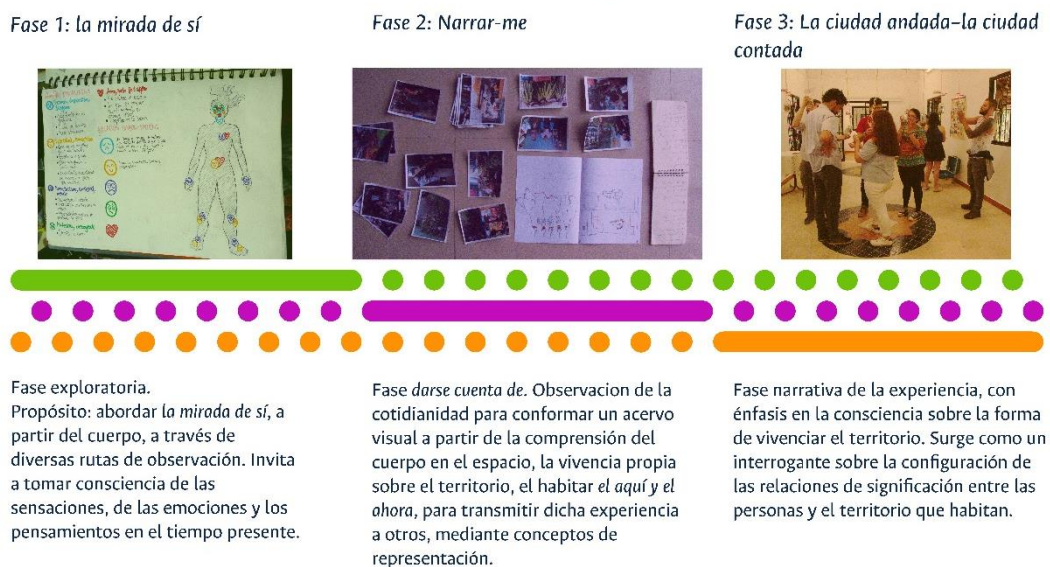 Fase 1: la mirada de sí
Fase 2: Narrar-me
Fase 3: La ciudad andada–la ciudad
contada
Fase exploratoria.
Propósito: abordar la mirada de sí, a
partir del cuerpo, a través de
diversas rutas de observación. Invita
a tomar consciencia de las
sensaciones, de las emociones y los
pensamientos en el tiempo presente.
Fase darse cuenta de. Observacion de la
cotidianidad para conformar un acervo
visual a partir de la comprensión del
cuerpo en el espacio, la vivencia propia
sobre el territorio, el habitar el aquí y el
ahora, para transmitir dicha experiencia
a otros, mediante conceptos de
representación.
Fase narrativa de la experiencia, con
énfasis en la consciencia sobre la forma
de vivenciar el territorio. Surge como un
interrogante sobre la configuración de
las relaciones de significación entre las
personas y el territorio que habitan.